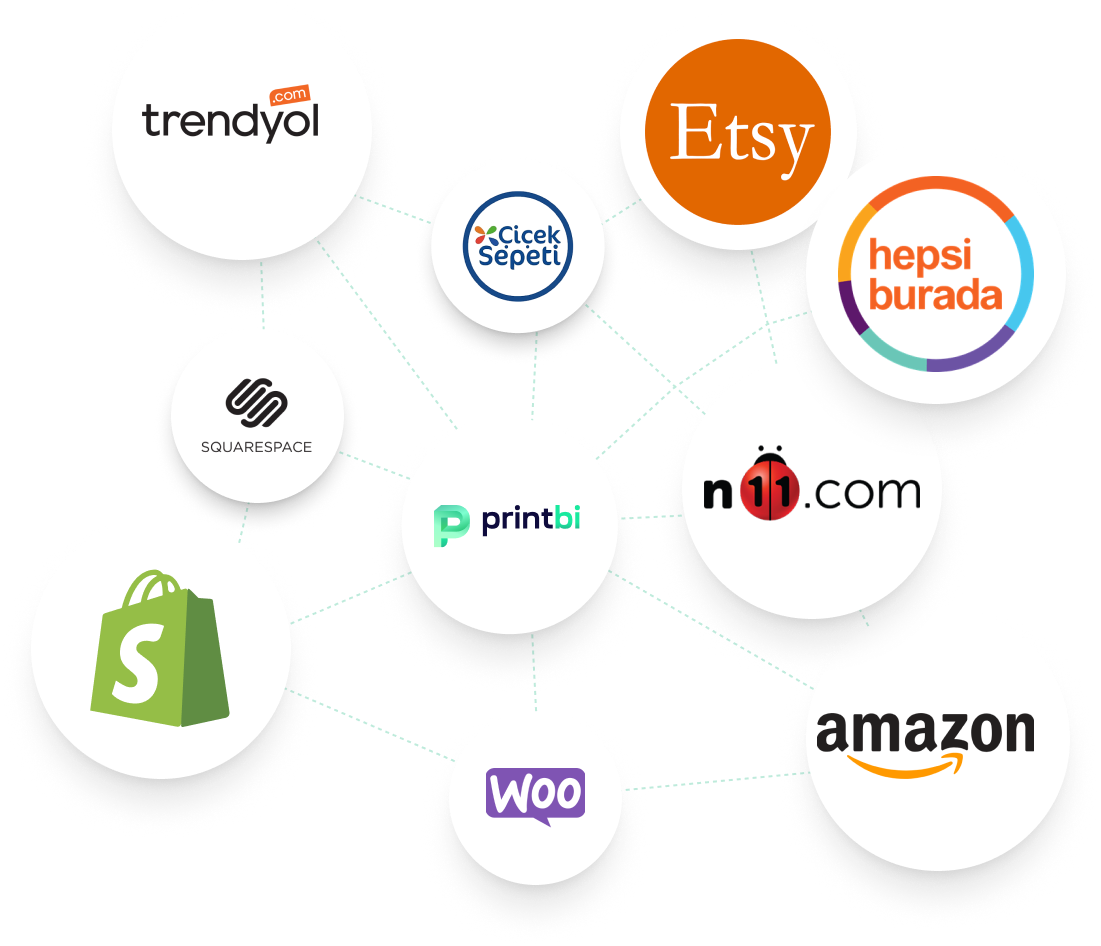 trendyol
.com
Etsy
Cicek
Sepeti
hepsi
burada
SQUARESPACE
n11.com
printbi
S
amazon
WOO